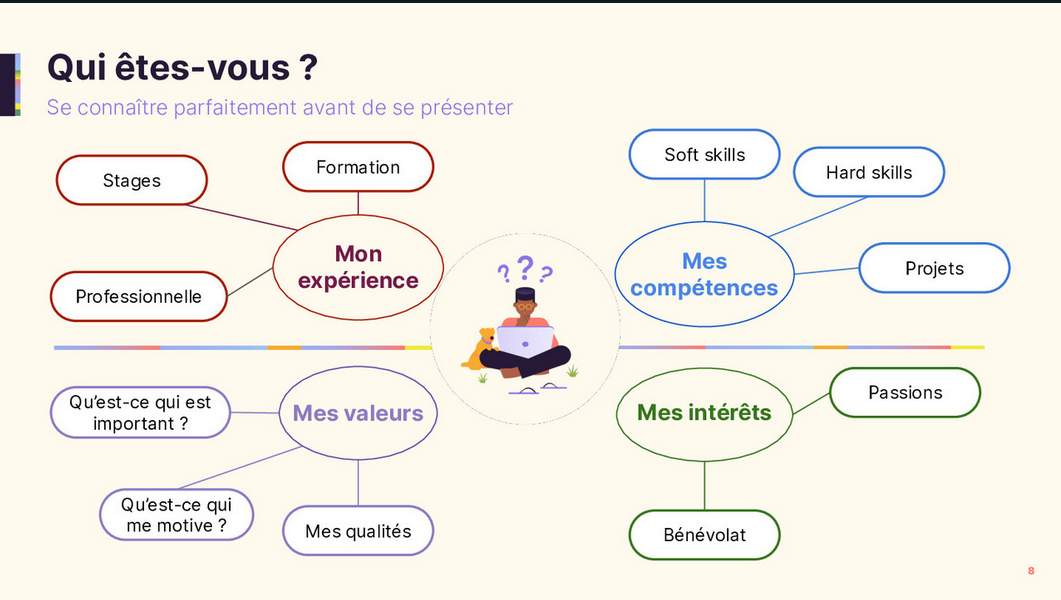 Qui êtes-vous ?
Se connaître parfaitement avant de se présenter
Stages
Formation
Mon
expérience
Professionnelle
Soft skills
Hard skills
Mes
compétences
Projets
? ? ?
Qu’est-ce qui est
important ?
Mes valeurs
Qu’est-ce qui
me motive ?
Mes qualités
Mes intérêts
Passions
Bénévolat
8